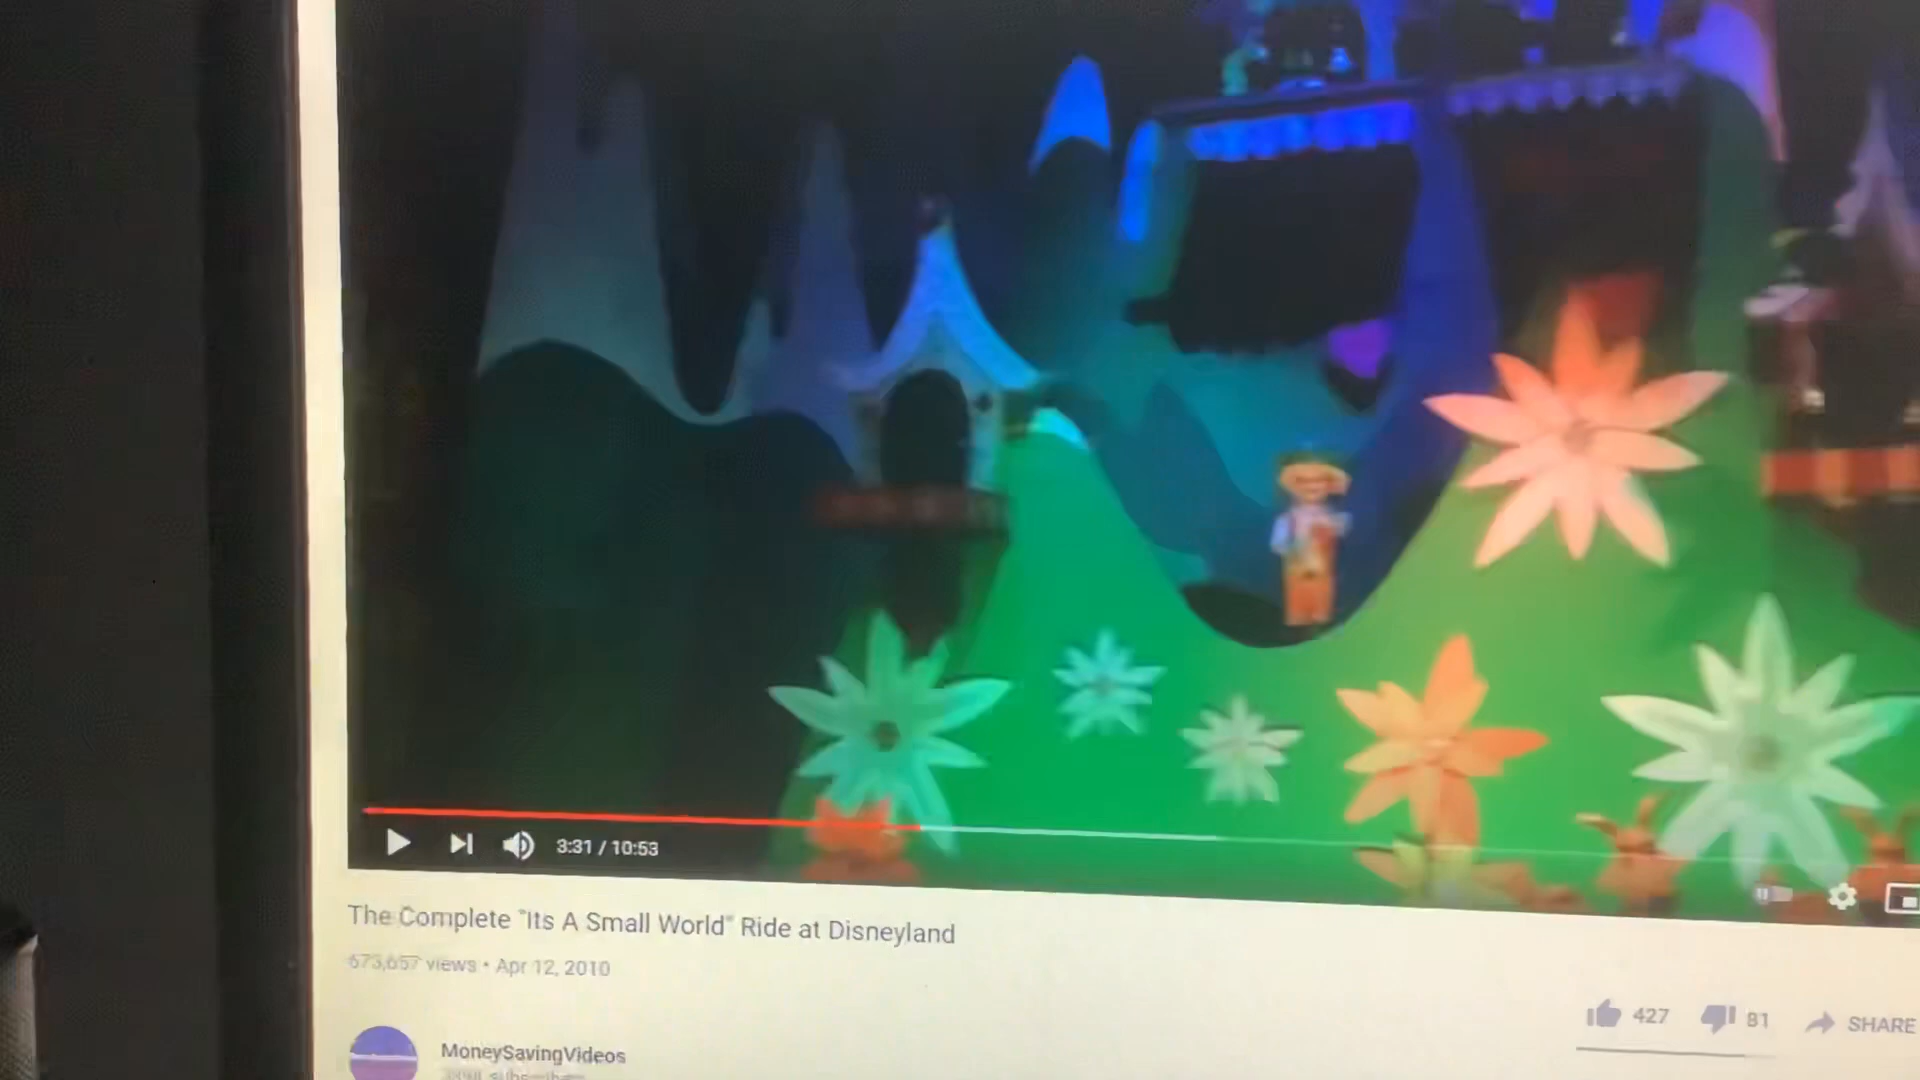 3:31 / 10:53
The Complete "Its A Small World" Ride at Disneyland
673,657 views • Apr 12, 2010
427 81 SHARE
MoneySavingVideos